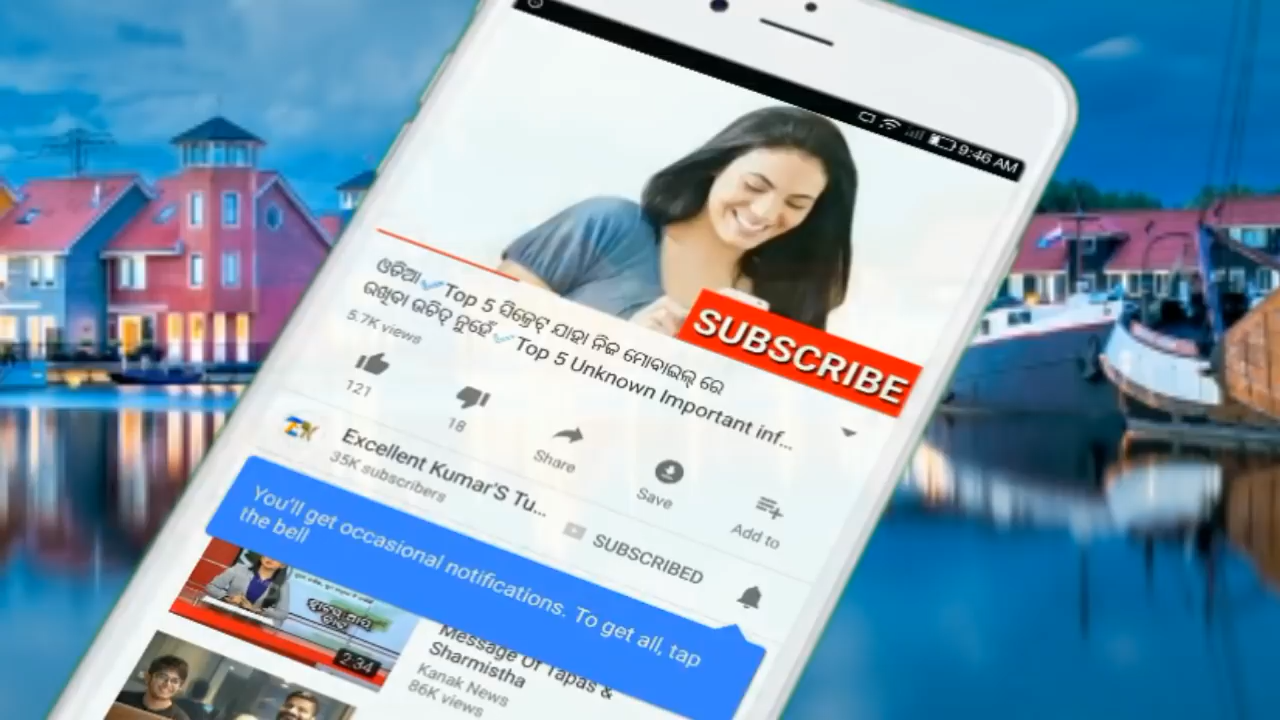 9:46 AM
SUBSCRIBE
ଓଡିଆ✔Top 5 ସିକ୍ରେଟ୍ ଯାହା ନିଜ ମୋବାଇଲ୍ ରେ
ରଖିବା ଉଚିତ୍ ନୁହେଁ✔Top 5 Unknown Important inf...
5.7K views
121
18
Share
Save
Add to
Excellent Kumar'S Tu...
35K subscribers
SUBSCRIBED
You'll get occasional notifications. To get all, tap
the bell
2:34
Message Of Tapas &
Sharmistha
Kanak News
86K views